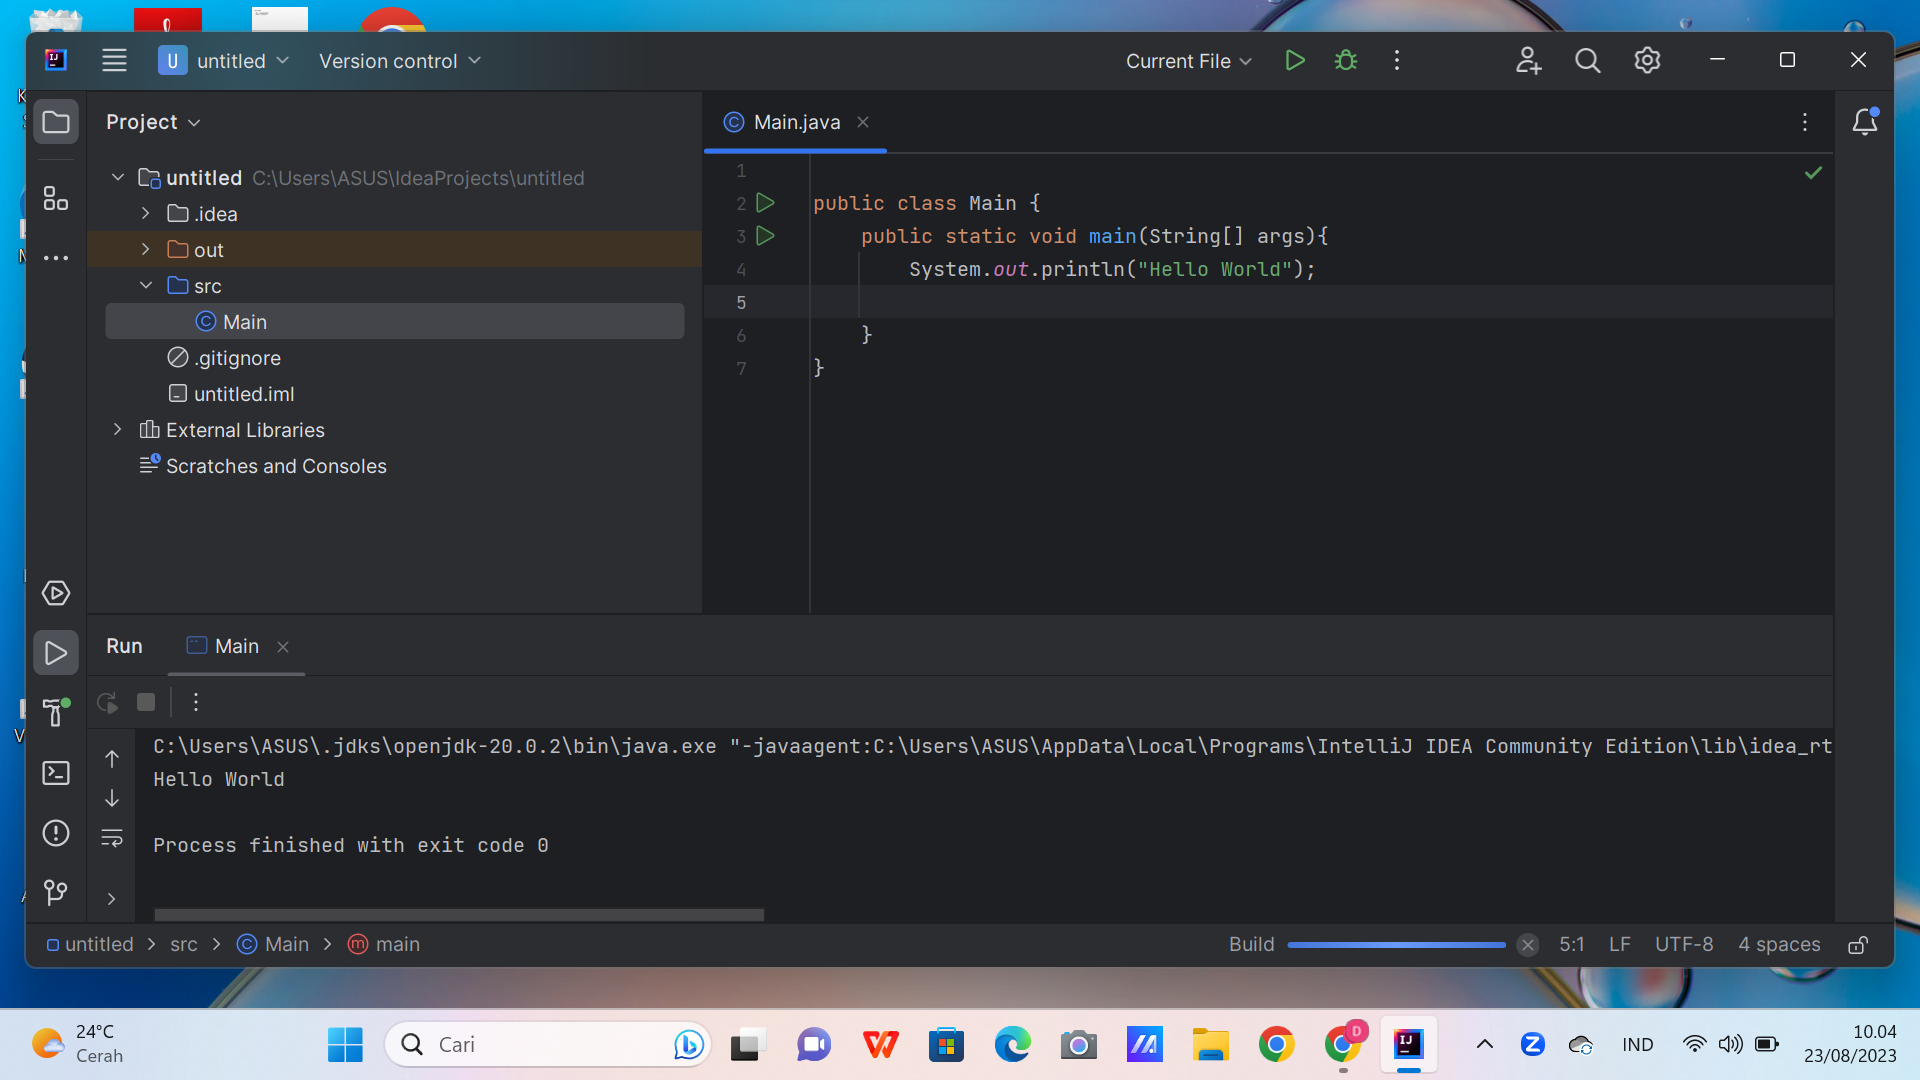 untitled
Version control
Current File
Project
Main.java
untitled C:\Users\ASUS\IdeaProjects\untitled
.idea
out
src
Main
.gitignore
untitled.iml
External Libraries
Scratches and Consoles
1
2 public class Main {
3 public static void main(String[] args){
4 System.out.println("Hello World");
5
6 }
7 }
Run Main
C:\Users\ASUS\.jdks\openjdk-20.0.2\bin\java.exe "-javaagent:C:\Users\ASUS\AppData\Local\Programs\IntelliJ IDEA Community Edition\lib\idea_rt
Hello World
Process finished with exit code 0
untitled > src > Main > main
Build 5:1 LF UTF-8 4 spaces
24°C
Cerah
Cari
IND
10.04
23/08/2023